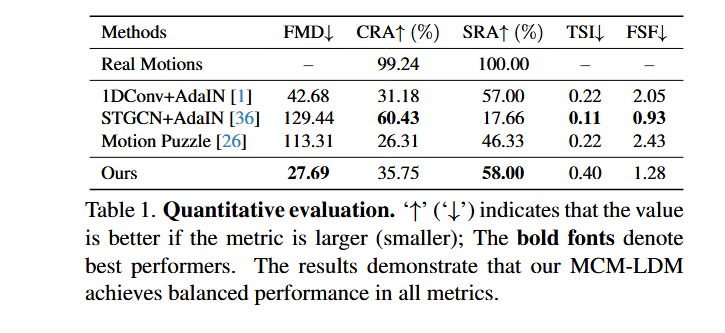 Methods FMD↓ CRA↑ (%) SRA↑ (%) TSI↓ FSF↓
Real Motions – 99.24 100.00 – –
1DConv+AdaIN [1] 42.68 31.18 57.00 0.22 2.05
STGCN+AdaIN [36] 129.44 60.43 17.66 0.11 0.93
Motion Puzzle [26] 113.31 26.31 46.33 0.22 2.43
Ours 27.69 35.75 58.00 0.40 1.28
Table 1. Quantitative evaluation. ‘↑’ (‘↓’) indicates that the value
is better if the metric is larger (smaller); The bold fonts denote
best performers. The results demonstrate that our MCM-LDM
achieves balanced performance in all metrics.